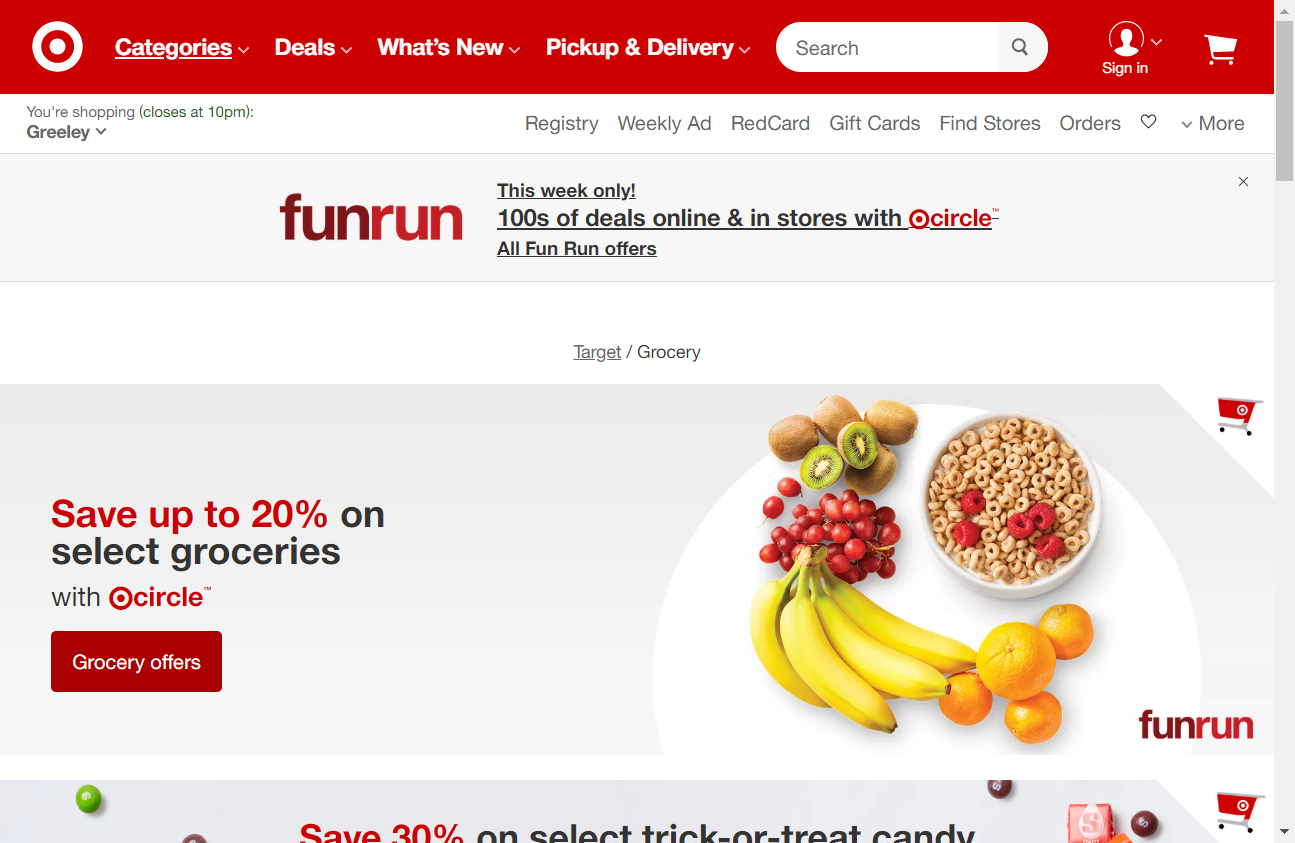 Categories
Deals
What's New
Pickup & Delivery
Search
Sign in
You're shopping (closes at 10pm):
Greeley
Registry
Weekly Ad
RedCard
Gift Cards
Find Stores
Orders
More
funrun
This week only!
100s of deals online & in stores with circle™
All Fun Run offers
Target / Grocery
Save up to 20% on
select groceries
with circle™
Grocery offers
funrun
Save 30% on select trick-or-treat candy
S
S
S
S